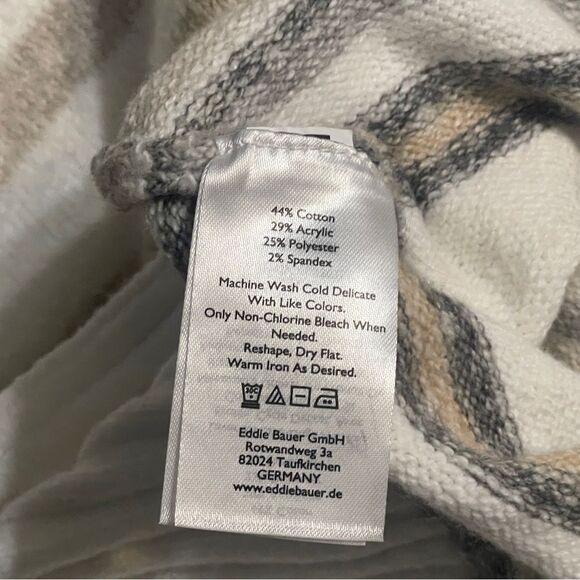 44% Cotton
29% Acrylic
25% Polyester
2% Spandex
Machine Wash Cold Delicate
With Like Colors.
Only Non-Chlorine Bleach When
Needed.
Reshape, Dry Flat.
Warm Iron As Desired.
30C
Eddie Bauer GmbH
Rotwandweg 3a
82024 Taufkirchen
GERMANY
www.eddiebauer.de